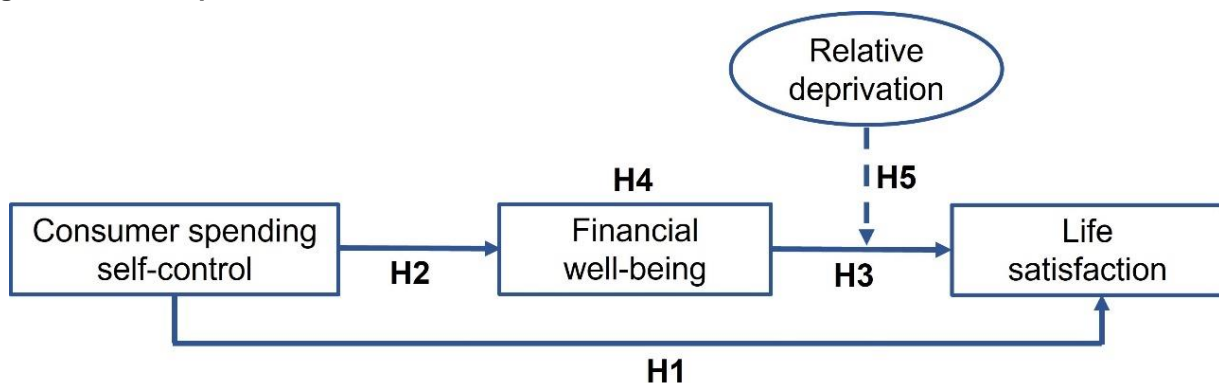 Relative
deprivation
H5
H4
Consumer spending
self-control
H2
Financial
well-being
H3
Life
satisfaction
H1